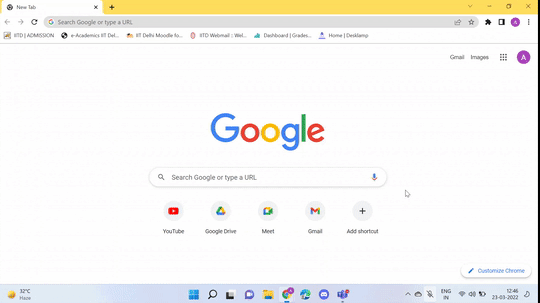 New Tab
Search Google or type a URL
IITD | ADMISSION
e-Academics IIT Del...
IIT Delhi Moodle fo...
IITD Webmail :: Wel...
Dashboard | Grades...
Home | Desklamp
Gmail
Images
A
Google
Search Google or type a URL
YouTube
Google Drive
Meet
Gmail
Add shortcut
Customize Chrome
32°C
Haze
ENG
IN
12:46
23-03-2022